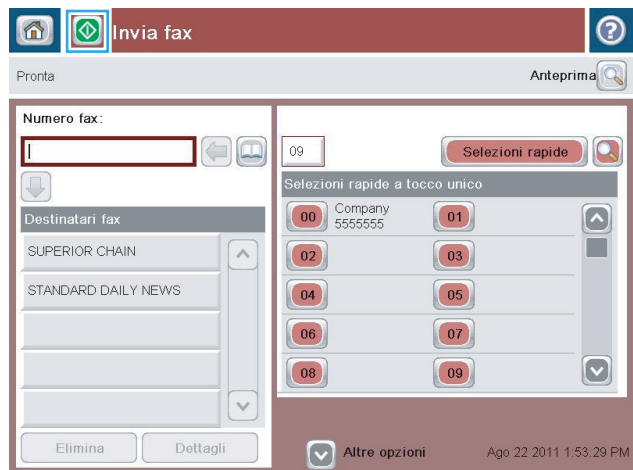 Invia fax
?
Pronta
Anteprima
Numero fax:
09
Selezioni rapide
Selezioni rapide a tocco unico
Destinatari fax
SUPERIOR CHAIN
STANDARD DAILY NEWS
00 Company 5555555
01
02
03
04
05
06
07
08
09
Elimina
Dettagli
Altre opzioni
Ago 22 2011 1:53:29 PM